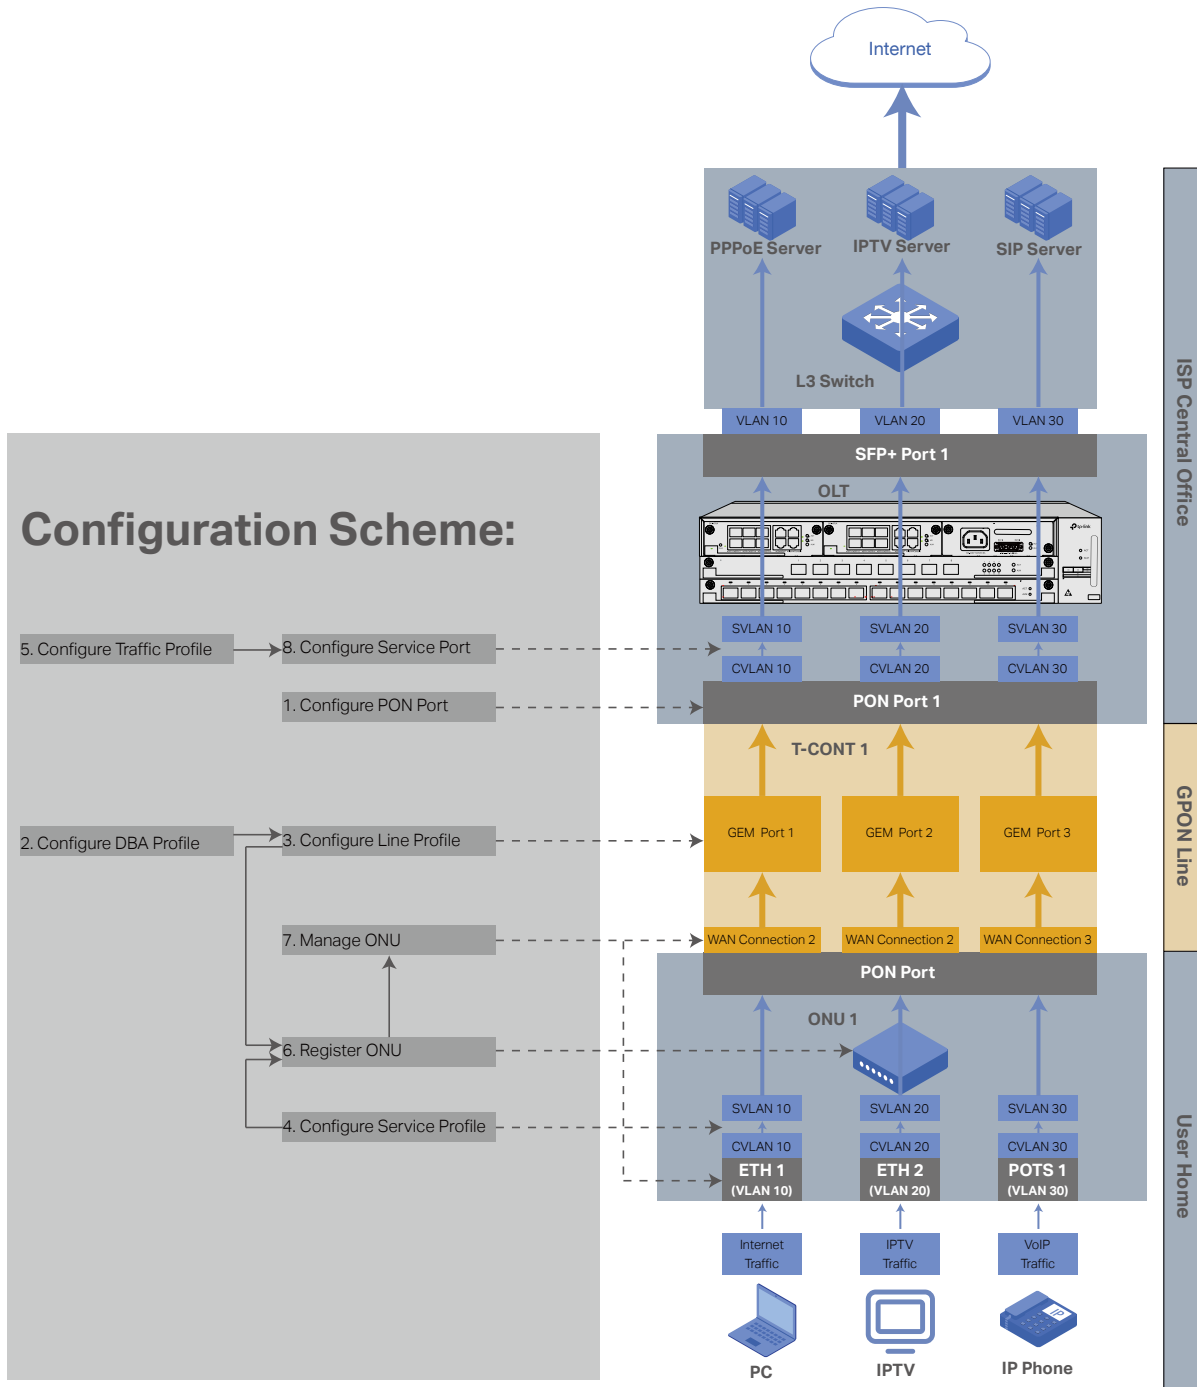 Internet
PPPoE Server
IPTV Server
SIP Server
L3 Switch
VLAN 10
VLAN 20
VLAN 30
SFP+ Port 1
OLT
tp-link
SVLAN 10
SVLAN 20
SVLAN 30
CVLAN 10
CVLAN 20
CVLAN 30
PON Port 1
T-CONT 1
GEM Port 1
GEM Port 2
GEM Port 3
WAN Connection 2
WAN Connection 2
WAN Connection 3
PON Port
ONU 1
SVLAN 10
SVLAN 20
SVLAN 30
CVLAN 10
CVLAN 20
CVLAN 30
ETH 1
(VLAN 10)
ETH 2
(VLAN 20)
POTS 1
(VLAN 30)
Internet
Traffic
IPTV
Traffic
VoIP
Traffic
IP
PC
IPTV
IP Phone
Configuration Scheme:
5. Configure Traffic Profile
8. Configure Service Port
1. Configure PON Port
2. Configure DBA Profile
3. Configure Line Profile
7. Manage ONU
6. Register ONU
4. Configure Service Profile
ISP Central Office
GPON Line
User Home